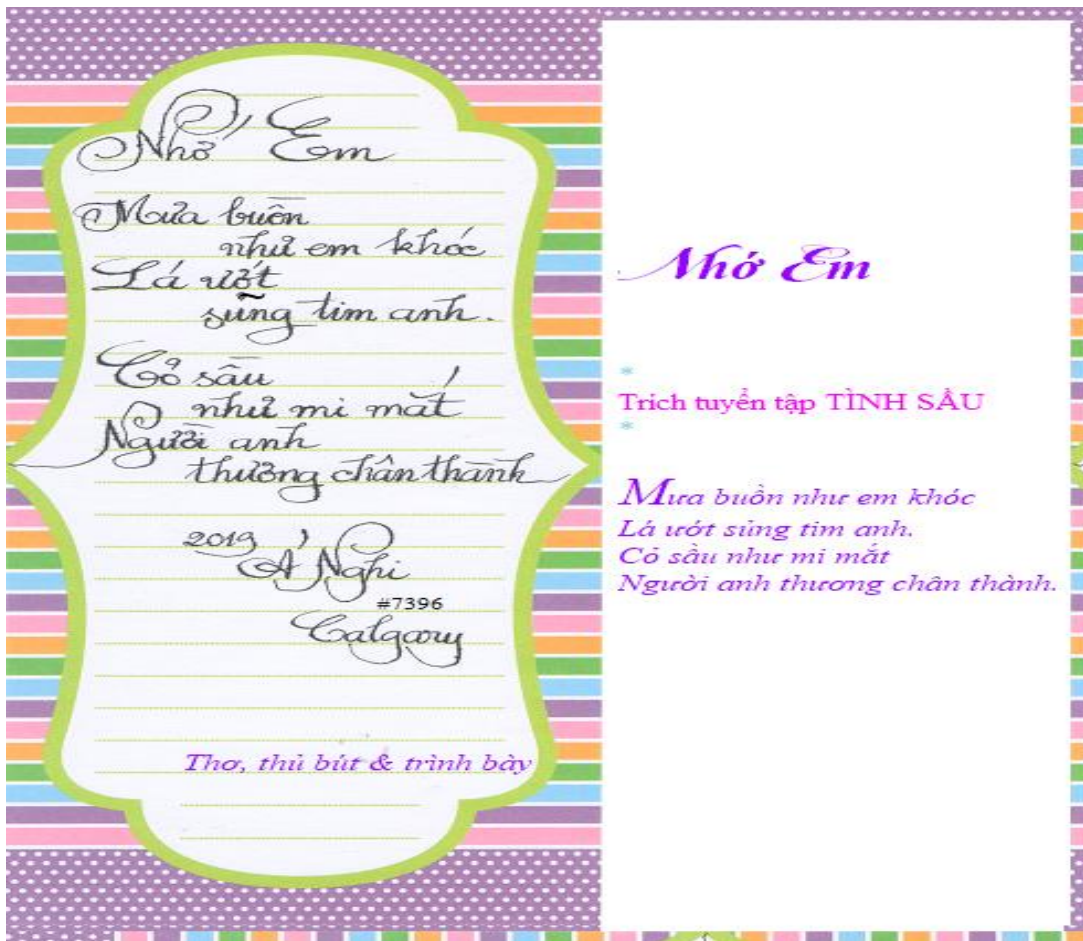 Nhớ Em
Mưa buồn
như em khóc
Lá ướt
sũng tim anh.
Cỏ sầu
như mi mắt
Người anh
thương chân thành
2019 Á Nghi
#7396
Calgary
Thơ, thủ bút & trình bày
Nhớ Em
*
Trích tuyển tập TÌNH SẦU
*
Mưa buồn như em khóc
Lá ướt sủng tim anh.
Cỏ sầu như mi mắt
Người anh thương chân thành.